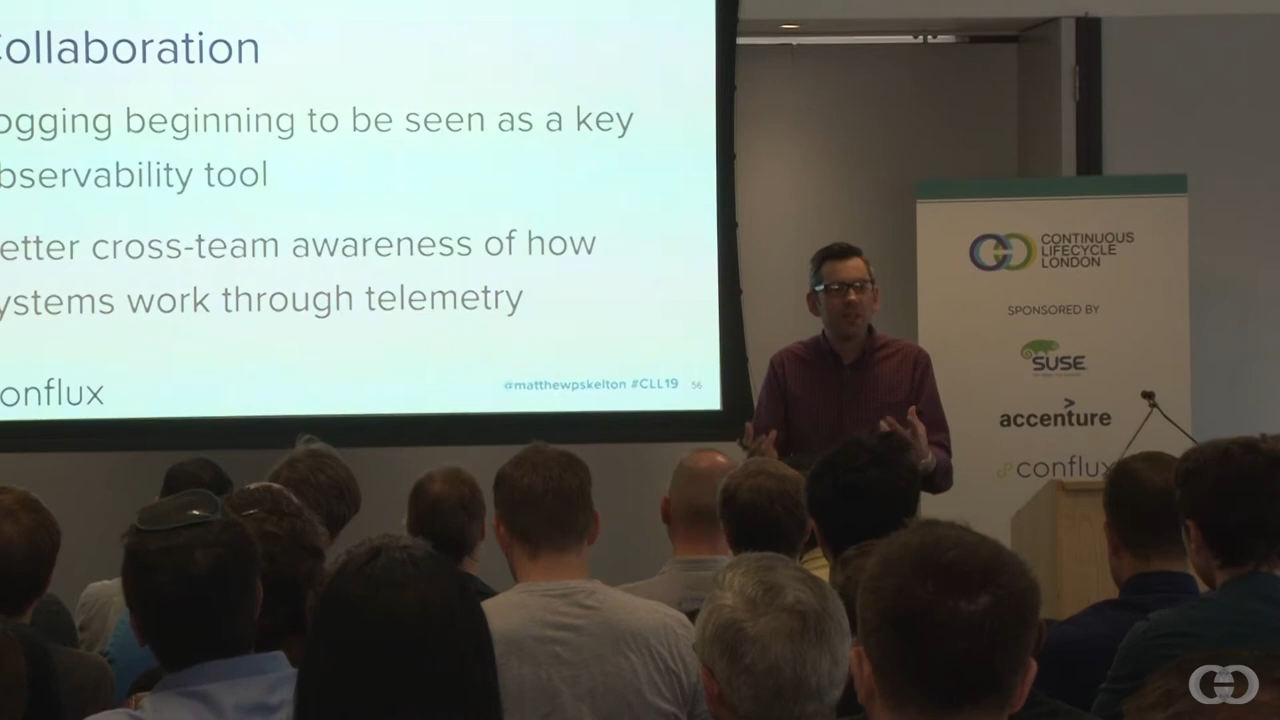 Collaboration
ogging beginning to be seen as a key
bservability tool
etter cross-team awareness of how
ystems work through telemetry
onflux
@matthewpskelton #CLL19 56
CONTINUOUS
LIFECYCLE
LONDON
SPONSORED BY
SUSE
accenture
conflux